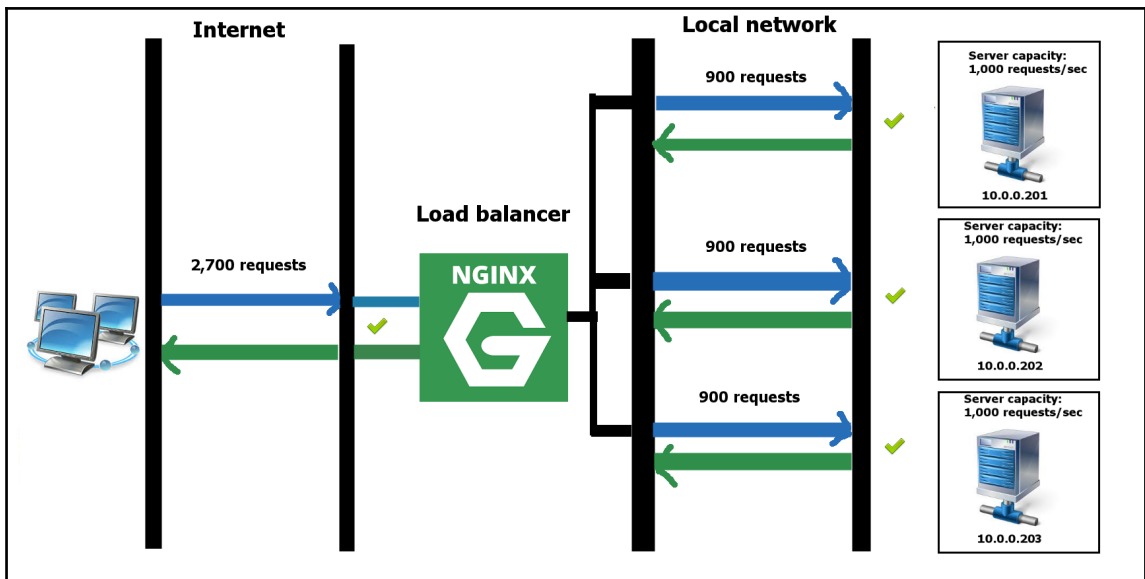 Internet
Local network
Server capacity:
1,000 requests/sec
900 requests
10.0.0.201
Load balancer
Server capacity:
1,000 requests/sec
2,700 requests
900 requests
NGINX
G
10.0.0.202
900 requests
Server capacity:
1,000 requests/sec
10.0.0.203